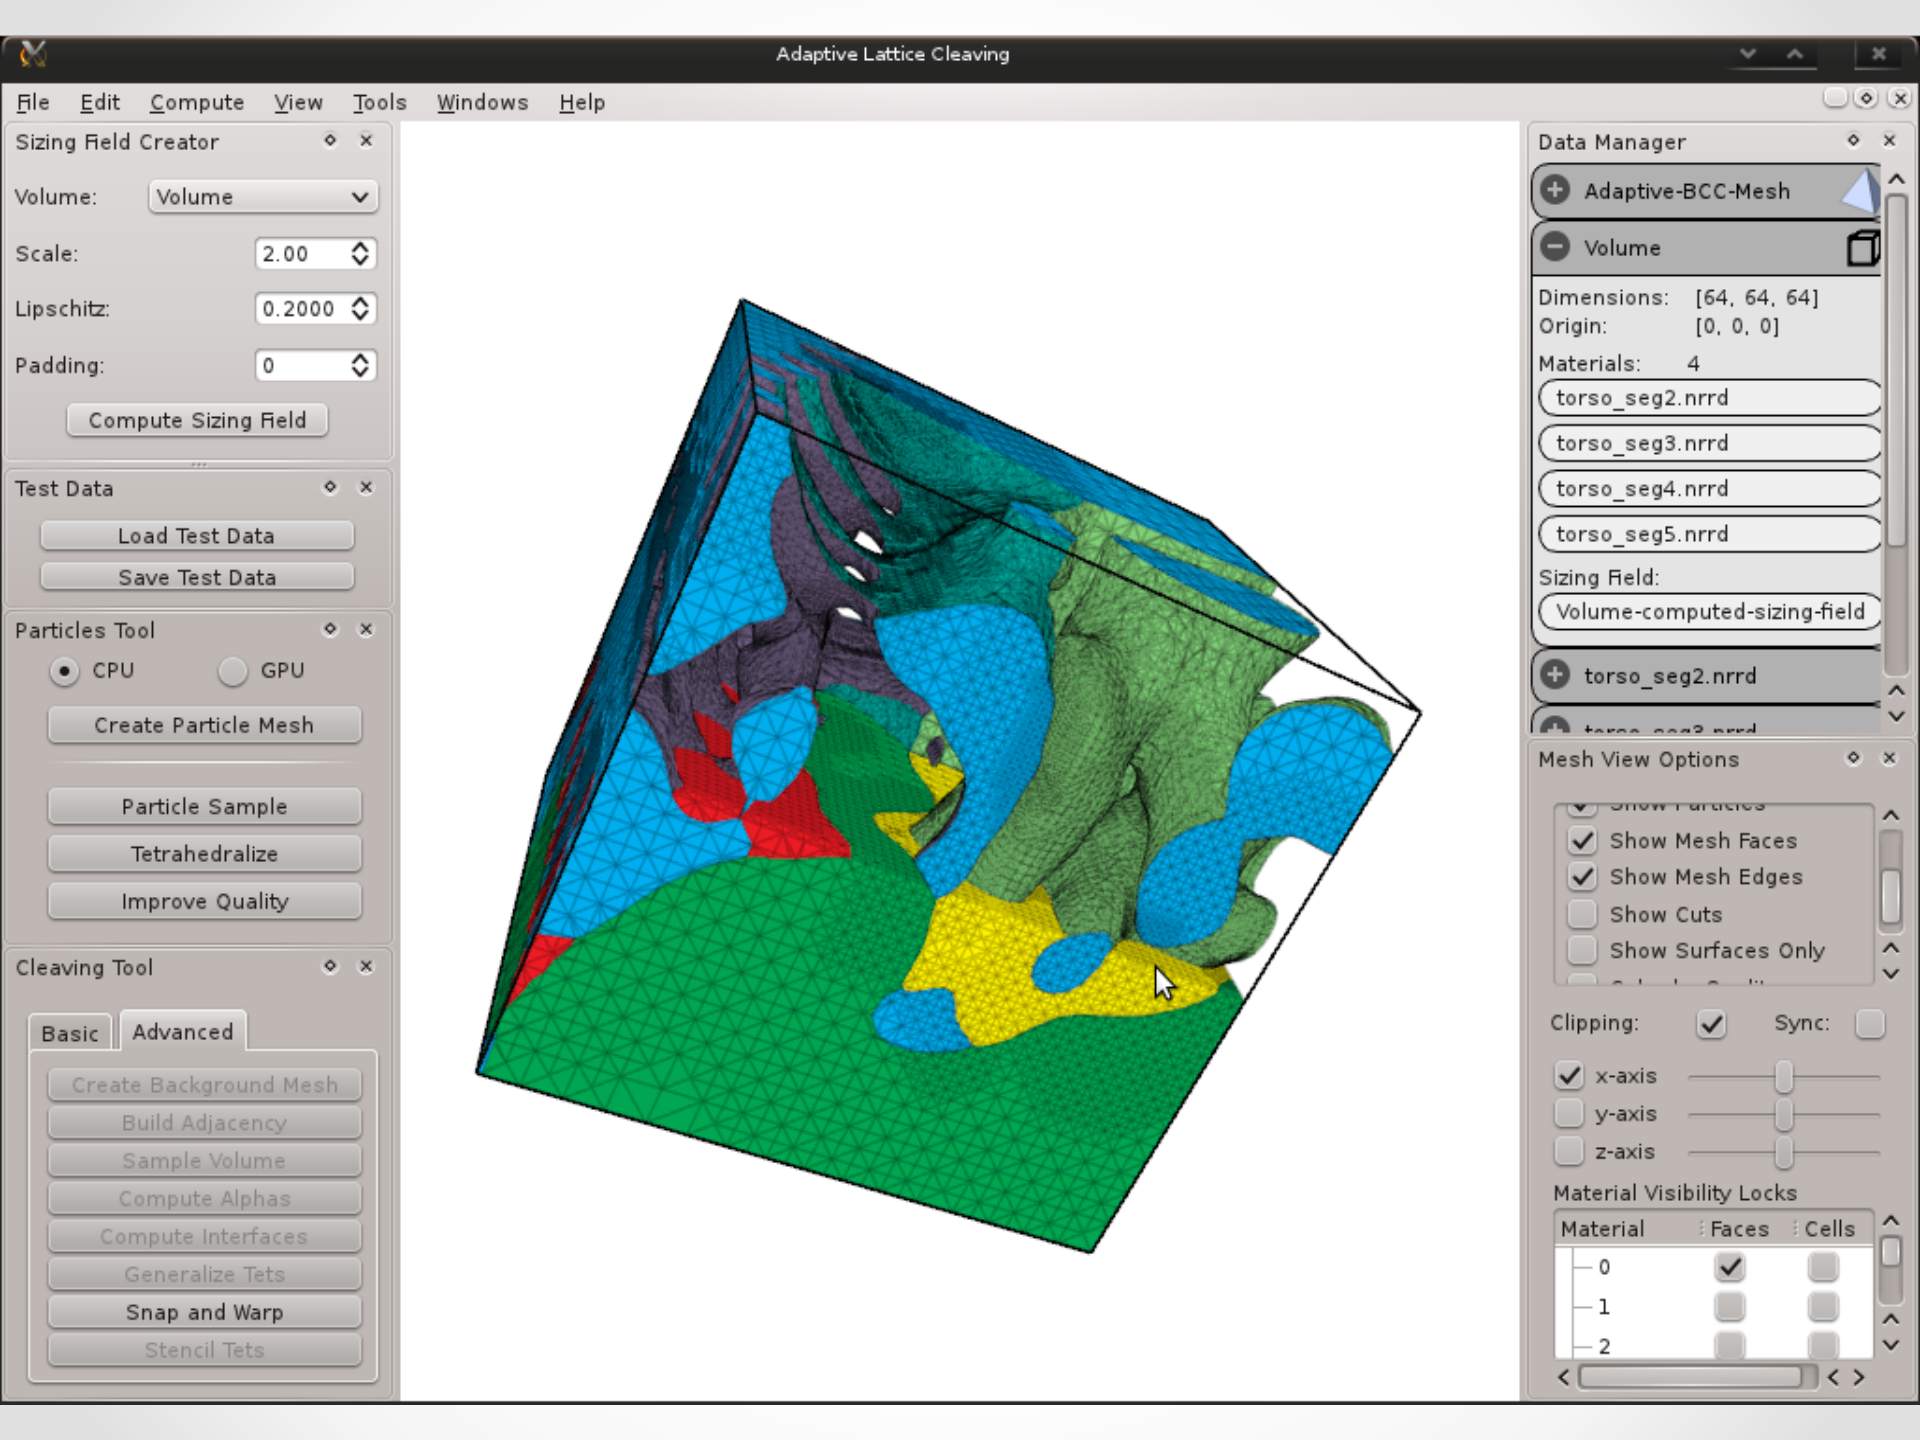 Adaptive Lattice Cleaving
File Edit Compute View Tools Windows Help
Sizing Field Creator
Volume: Volume
Scale: 2.00
Lipschitz: 0.2000
Padding: 0
Compute Sizing Field
Test Data
Load Test Data
Save Test Data
Particles Tool
CPU GPU
Create Particle Mesh
Particle Sample
Tetrahedralize
Improve Quality
Cleaving Tool
Basic Advanced
Create Background Mesh
Build Adjacency
Sample Volume
Compute Alphas
Compute Interfaces
Generalize Tets
Snap and Warp
Stencil Tets
Data Manager
Adaptive-BCC-Mesh
Volume
Dimensions: [64, 64, 64]
Origin: [0, 0, 0]
Materials: 4
torso_seg2.nrrd
torso_seg3.nrrd
torso_seg4.nrrd
torso_seg5.nrrd
Sizing Field:
Volume-computed-sizing-field
torso_seg2.nrrd
torso_seg3.nrrd
Mesh View Options
Show Particles
Show Mesh Faces
Show Mesh Edges
Show Cuts
Show Surfaces Only
Clipping: Sync:
x-axis
y-axis
z-axis
Material Visibility Locks
Material Faces Cells
0
1
2